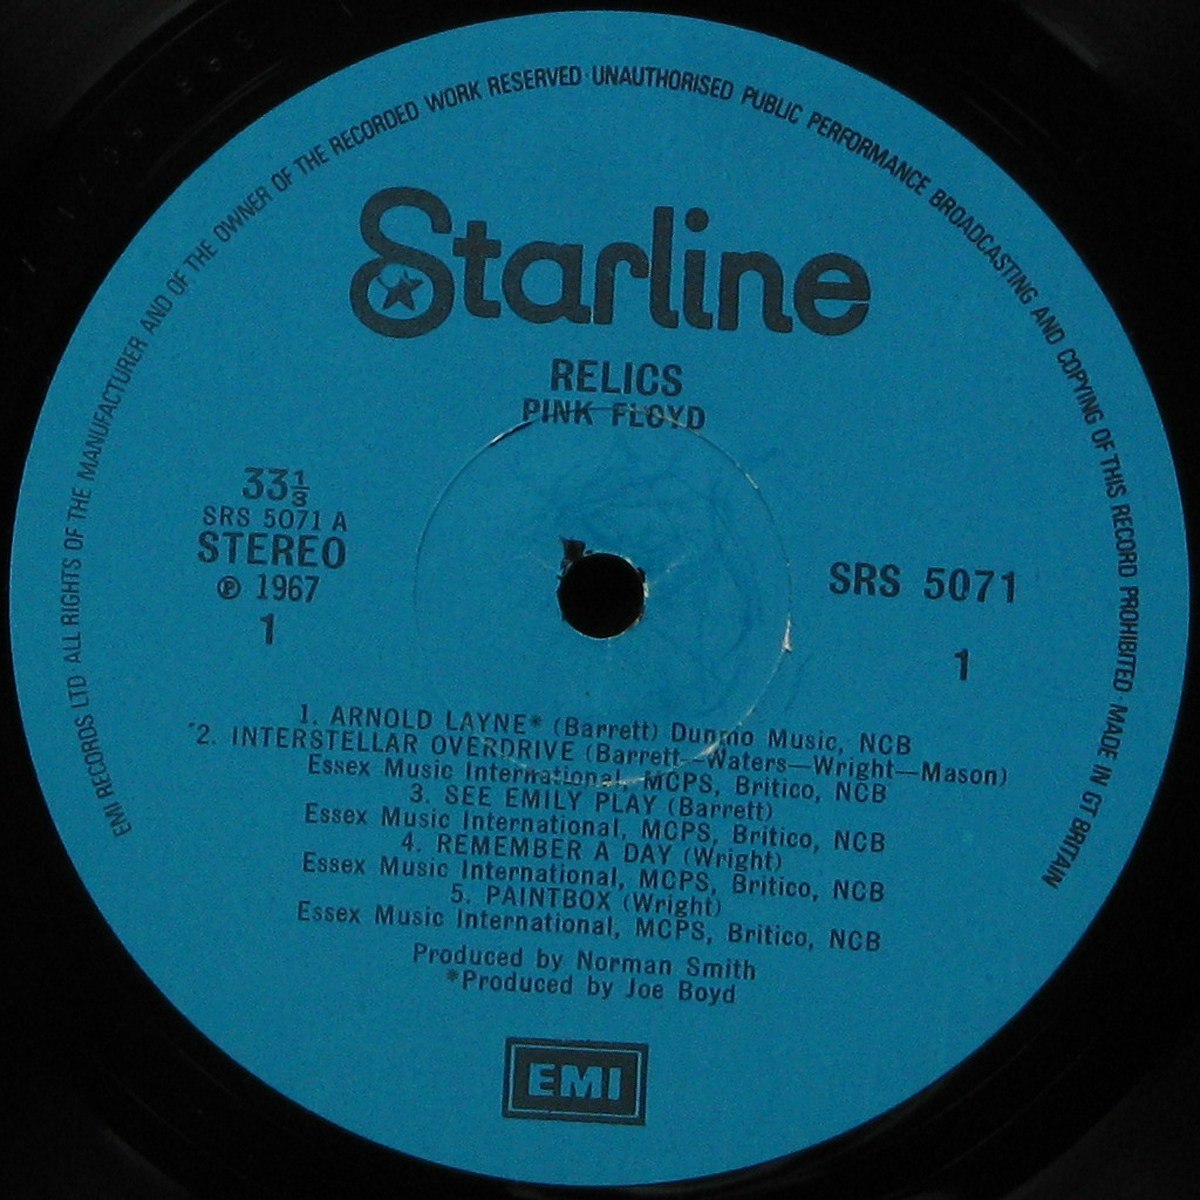 EMI RECORDS LTD ALL RIGHTS OF THE MANUFACTURER AND OF THE OWNER OF THE RECORDED WORK RESERVED · UNAUTHORISED PUBLIC PERFORMANCE BROADCASTING AND COPYING OF THIS RECORD PROHIBITED · MADE IN GT BRITAIN
Starline
RELICS
PINK FLOYD
33⅓
SRS 5071 A
STEREO
℗ 1967
1
SRS 5071
1
1. ARNOLD LAYNE* (Barrett) Dunmo Music, NCB
2. INTERSTELLAR OVERDRIVE (Barrett—Waters—Wright—Mason)
Essex Music International, MCPS, Britico, NCB
3. SEE EMILY PLAY (Barrett)
Essex Music International, MCPS, Britico, NCB
4. REMEMBER A DAY (Wright)
Essex Music International, MCPS, Britico, NCB
5. PAINTBOX (Wright)
Essex Music International, MCPS, Britico, NCB
Produced by Norman Smith
*Produced by Joe Boyd
EMI